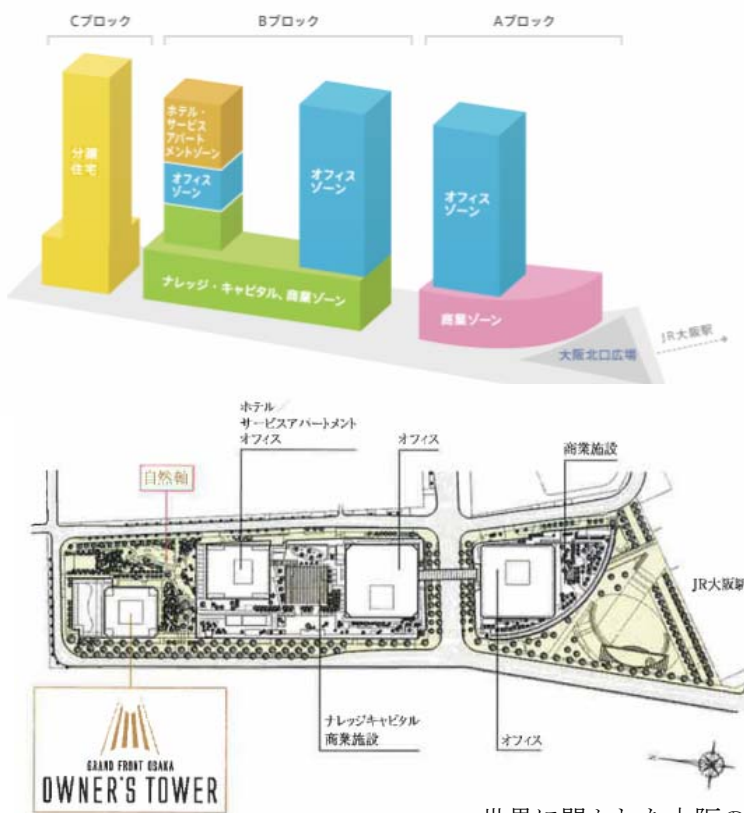 Cブロック
Bブロック
Aブロック
ホテル・
サービス
アパート
メントゾーン
分譲
住宅
オフィス
ゾーン
オフィス
ゾーン
オフィス
ゾーン
ナレッジ・キャピタル、商業ゾーン
商業ゾーン
大阪北口広場
JR大阪駅
ホテル/
サービスアパートメント
オフィス
オフィス
商業施設
自然軸
JR大阪駅
ナレッジキャピタル
商業施設
オフィス
GRAND FRONT OSAKA
OWNER'S TOWER